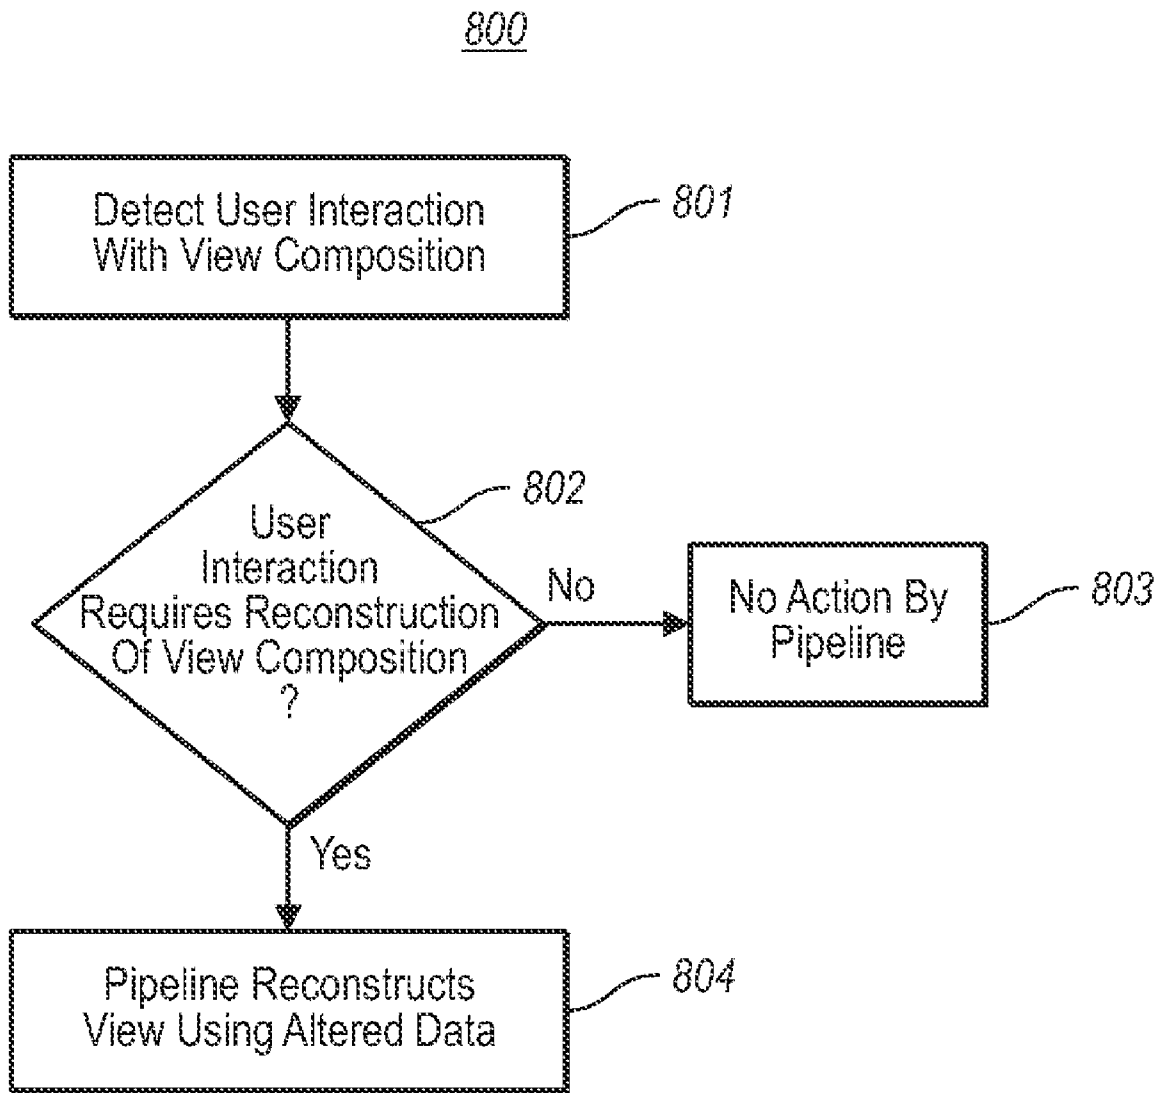 800
Detect User Interaction
With View Composition
801
User
Interaction
Requires Reconstruction
Of View Composition
?
802
No
No Action By
Pipeline
803
Yes
Pipeline Reconstructs
View Using Altered Data
804